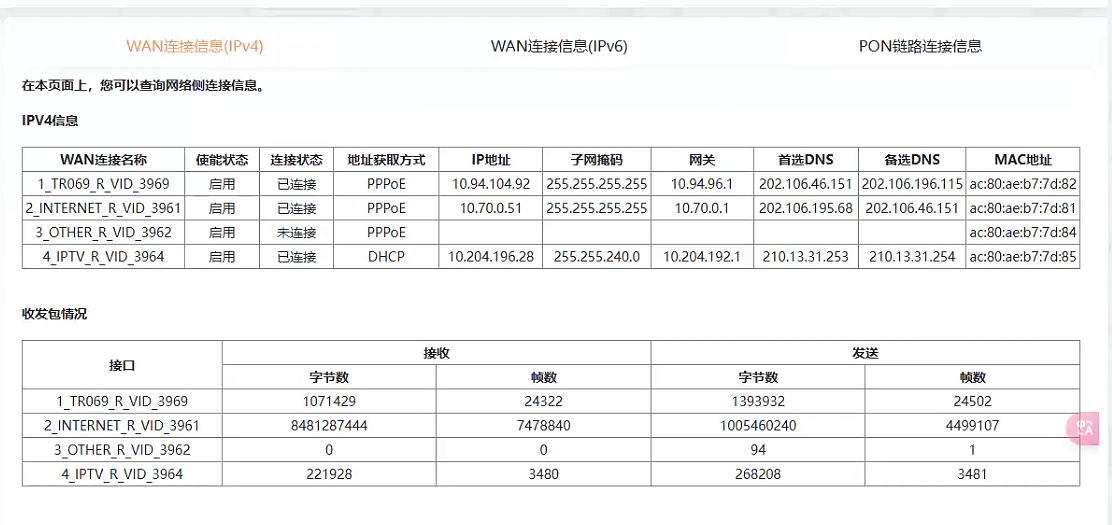 WAN连接信息(IPv4) WAN连接信息(IPv6) PON链路连接信息
在本页面上，您可以查询网络侧连接信息。
IPV4信息
WAN连接名称 使能状态 连接状态 地址获取方式 IP地址 子网掩码 网关 首选DNS 备选DNS MAC地址
1_TR069_R_VID_3969 启用 已连接 PPPoE 10.94.104.92 255.255.255.255 10.94.96.1 202.106.46.151 202.106.196.115 ac:80:ae:b7:7d:82
2_INTERNET_R_VID_3961 启用 已连接 PPPoE 10.70.0.51 255.255.255.255 10.70.0.1 202.106.195.68 202.106.46.151 ac:80:ae:b7:7d:81
3_OTHER_R_VID_3962 启用 未连接 PPPoE ac:80:ae:b7:7d:84
4_IPTV_R_VID_3964 启用 已连接 DHCP 10.204.196.28 255.255.240.0 10.204.192.1 210.13.31.253 210.13.31.254 ac:80:ae:b7:7d:85
收发包情况
接口 接收 发送
字节数 帧数 字节数 帧数
1_TR069_R_VID_3969 1071429 24322 1393932 24502
2_INTERNET_R_VID_3961 8481287444 7478840 1005460240 4499107
3_OTHER_R_VID_3962 0 0 94 1
4_IPTV_R_VID_3964 221928 3480 268208 3481